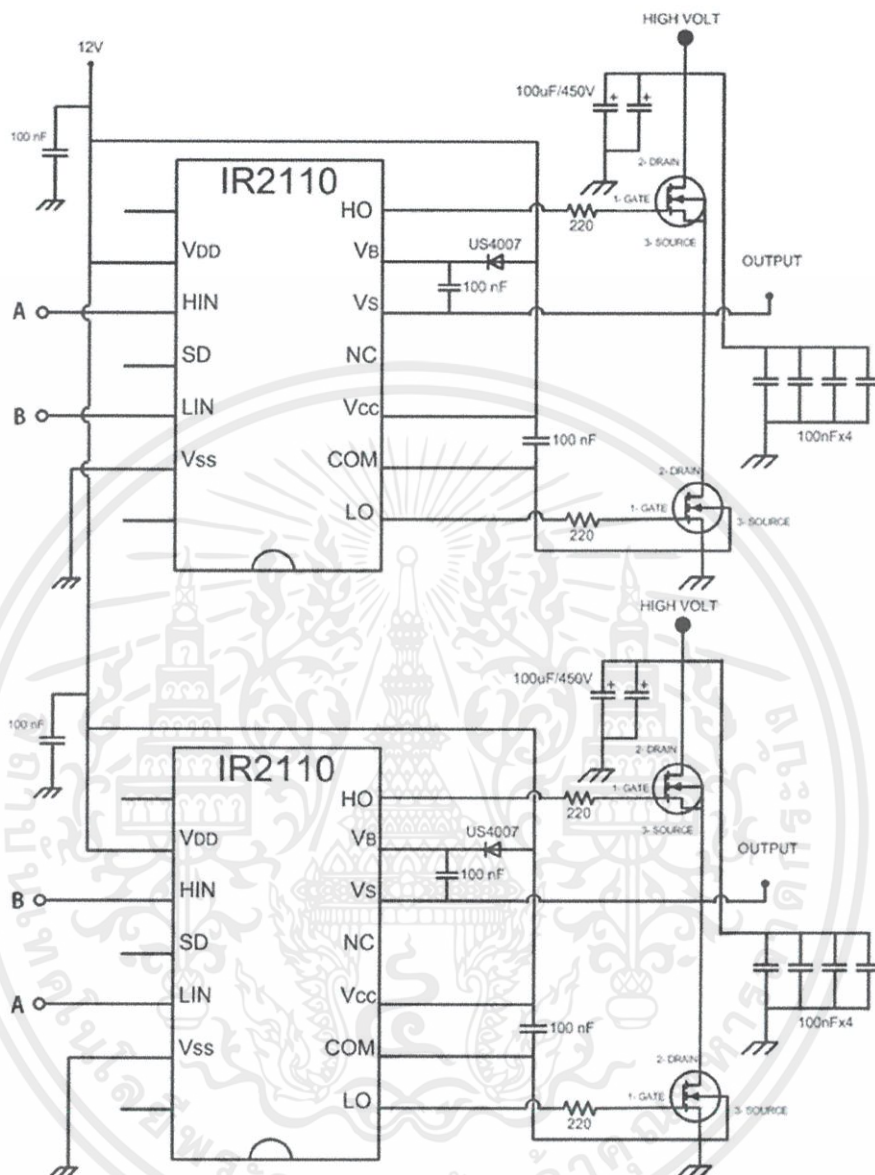 HIGH VOLT
12V
100uF/450V
+
+
100 nF
IR2110
2- DRAIN
HO
1- GATE
220
3- SOURCE
VDD
VB
US4007
OUTPUT
100 nF
A
HIN
VS
SD
NC
B
LIN
VCC
100 nF
100nFx4
VSS
COM
2- DRAIN
LO
1- GATE
3- SOURCE
220
HIGH VOLT
100uF/450V
+
+
100 nF
IR2110
2- DRAIN
HO
1- GATE
220
3- SOURCE
VDD
VB
US4007
OUTPUT
100 nF
B
HIN
VS
SD
NC
A
LIN
VCC
100 nF
100nFx4
VSS
COM
2- DRAIN
LO
1- GATE
3- SOURCE
220